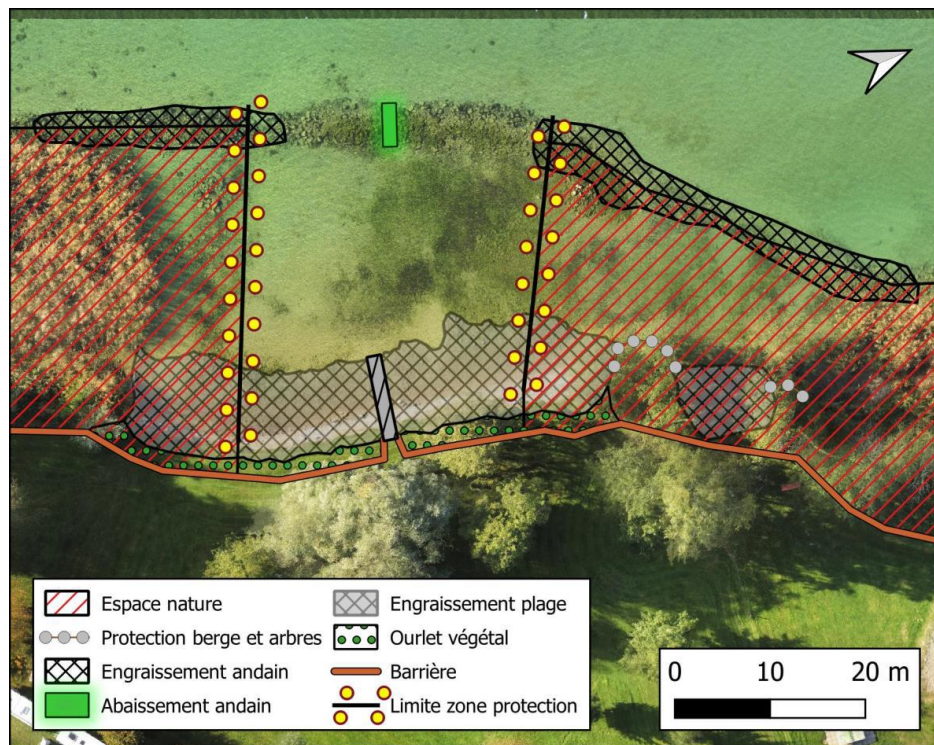 Espace nature
Protection berge et arbres
Engraissement andain
Abaissement andain
Engraissement plage
Ourlet végétal
Barrière
Limite zone protection
0 10 20 m